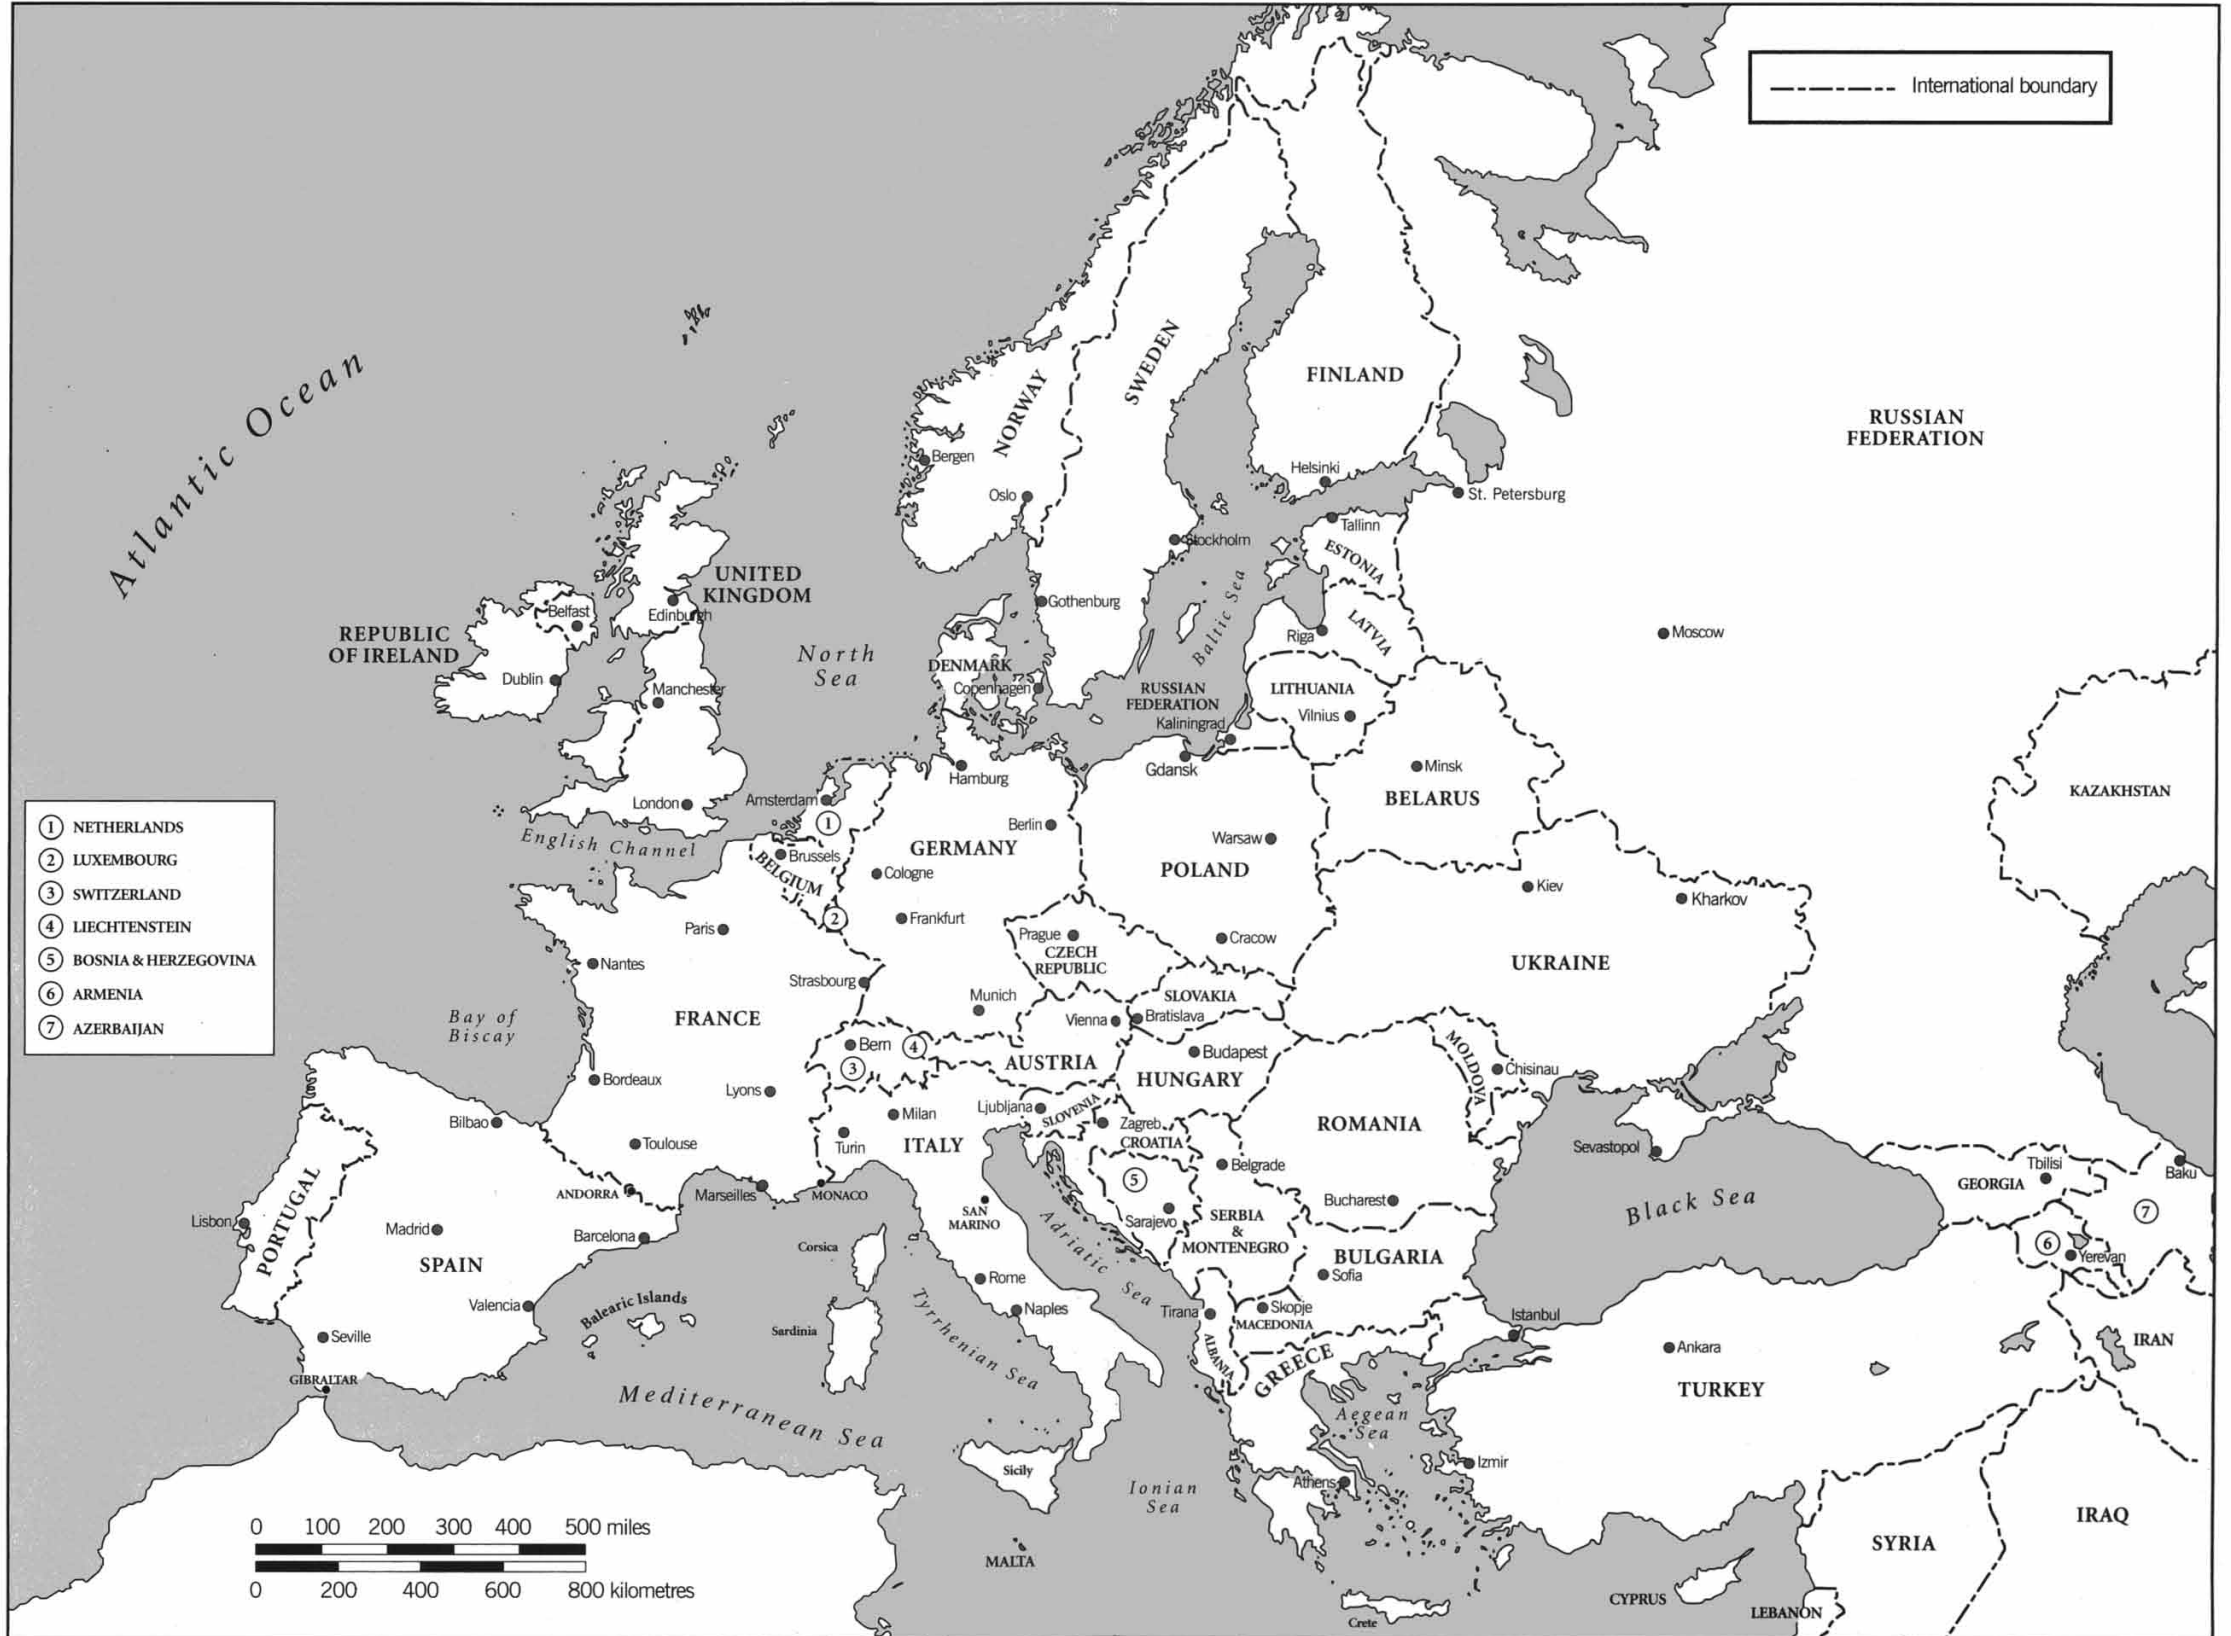 International boundary
Atlantic Ocean
NORWAY
SWEDEN
FINLAND
RUSSIAN
FEDERATION
Bergen
Oslo
Helsinki
St. Petersburg
Tallinn
Stockholm
ESTONIA
UNITED
KINGDOM
Edinburgh
Belfast
Gothenburg
Baltic Sea
LATVIA
Riga
Moscow
REPUBLIC
OF IRELAND
Dublin
Manchester
North
Sea
DENMARK
Copenhagen
RUSSIAN
FEDERATION
Kaliningrad
LITHUANIA
Vilnius
Gdansk
Minsk
BELARUS
KAZAKHSTAN
Hamburg
London
Amsterdam
1
English Channel
Brussels
BELGIUM
Berlin
GERMANY
Cologne
Frankfurt
2
Warsaw
POLAND
Kiev
Kharkov
1 NETHERLANDS
2 LUXEMBOURG
3 SWITZERLAND
4 LIECHTENSTEIN
5 BOSNIA & HERZEGOVINA
6 ARMENIA
7 AZERBAIJAN
Paris
Nantes
Strasbourg
Prague
CZECH
REPUBLIC
Cracow
UKRAINE
SLOVAKIA
Munich
Vienna
Bratislava
Bay of
Biscay
FRANCE
Bern
3
4
AUSTRIA
Budapest
HUNGARY
MOLDOVA
Chisinau
Bordeaux
Lyons
Milan
Turin
ITALY
Ljubljana
SLOVENIA
Zagreb
CROATIA
ROMANIA
Bilbao
Toulouse
Sevastopol
Belgrade
5
Sarajevo
Bucharest
Black Sea
Tbilisi
GEORGIA
Baku
7
6
Yerevan
ANDORRA
Marseilles
MONACO
SAN
MARINO
Adriatic Sea
SERBIA
&
MONTENEGRO
BULGARIA
Sofia
Lisbon
PORTUGAL
Madrid
SPAIN
Barcelona
Corsica
Rome
Naples
Tirana
Skopje
MACEDONIA
ALBANIA
GREECE
Istanbul
Ankara
TURKEY
IRAN
Valencia
Balearic Islands
Sardinia
Tyrrhenian Sea
Seville
GIBRALTAR
Mediterranean Sea
Aegean
Sea
Izmir
Athens
Sicily
Ionian
Sea
MALTA
Crete
CYPRUS
LEBANON
SYRIA
IRAQ
0 100 200 300 400 500 miles
0 200 400 600 800 kilometres